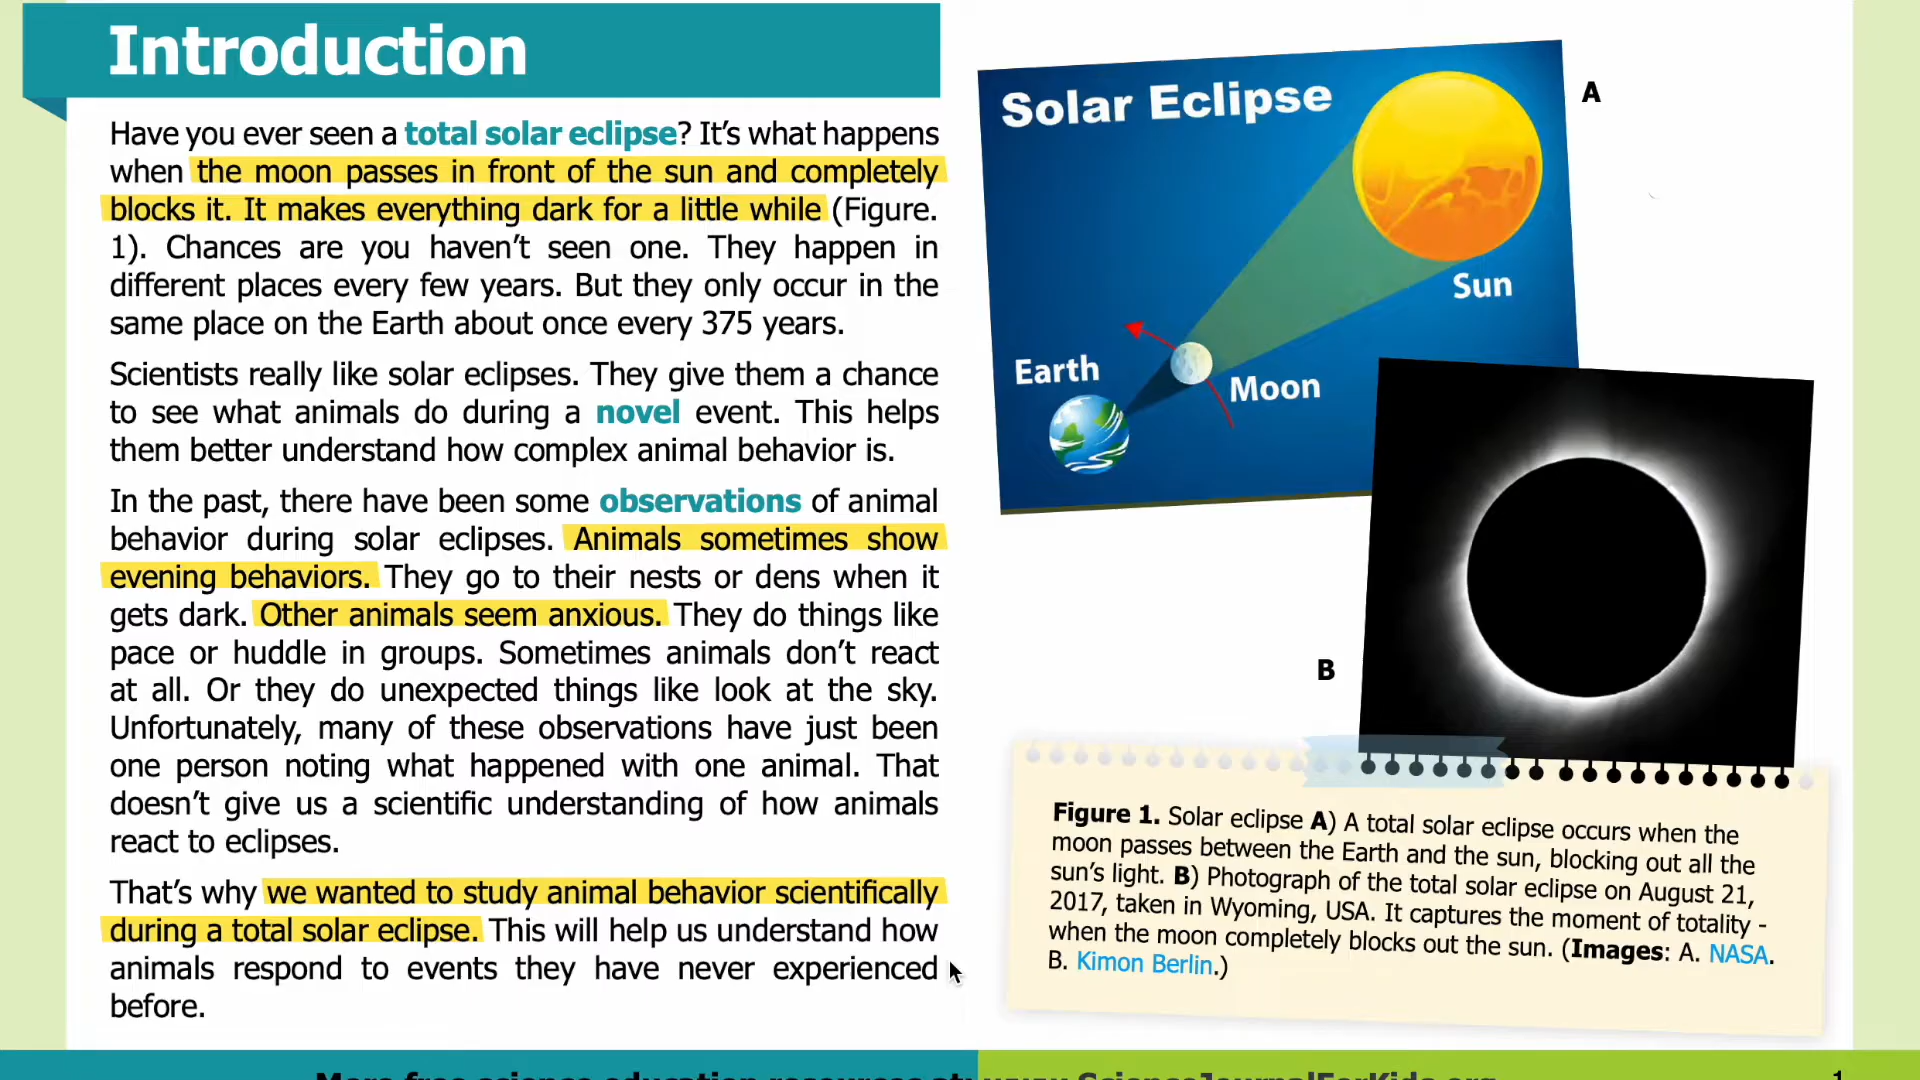 Introduction
Have you ever seen a total solar eclipse? It’s what happens
when the moon passes in front of the sun and completely
blocks it. It makes everything dark for a little while (Figure.
1). Chances are you haven’t seen one. They happen in
different places every few years. But they only occur in the
same place on the Earth about once every 375 years.
Scientists really like solar eclipses. They give them a chance
to see what animals do during a novel event. This helps
them better understand how complex animal behavior is.
In the past, there have been some observations of animal
behavior during solar eclipses. Animals sometimes show
evening behaviors. They go to their nests or dens when it
gets dark. Other animals seem anxious. They do things like
pace or huddle in groups. Sometimes animals don’t react
at all. Or they do unexpected things like look at the sky.
Unfortunately, many of these observations have just been
one person noting what happened with one animal. That
doesn’t give us a scientific understanding of how animals
react to eclipses.
That’s why we wanted to study animal behavior scientifically
during a total solar eclipse. This will help us understand how
animals respond to events they have never experienced
before.
Solar Eclipse
A
Sun
Earth
Moon
B
Figure 1. Solar eclipse A) A total solar eclipse occurs when the
moon passes between the Earth and the sun, blocking out all the
sun’s light. B) Photograph of the total solar eclipse on August 21,
2017, taken in Wyoming, USA. It captures the moment of totality -
when the moon completely blocks out the sun. (Images: A. NASA.
B. Kimon Berlin.)
More free science education resources at: www.ScienceJournalForKids.org
1